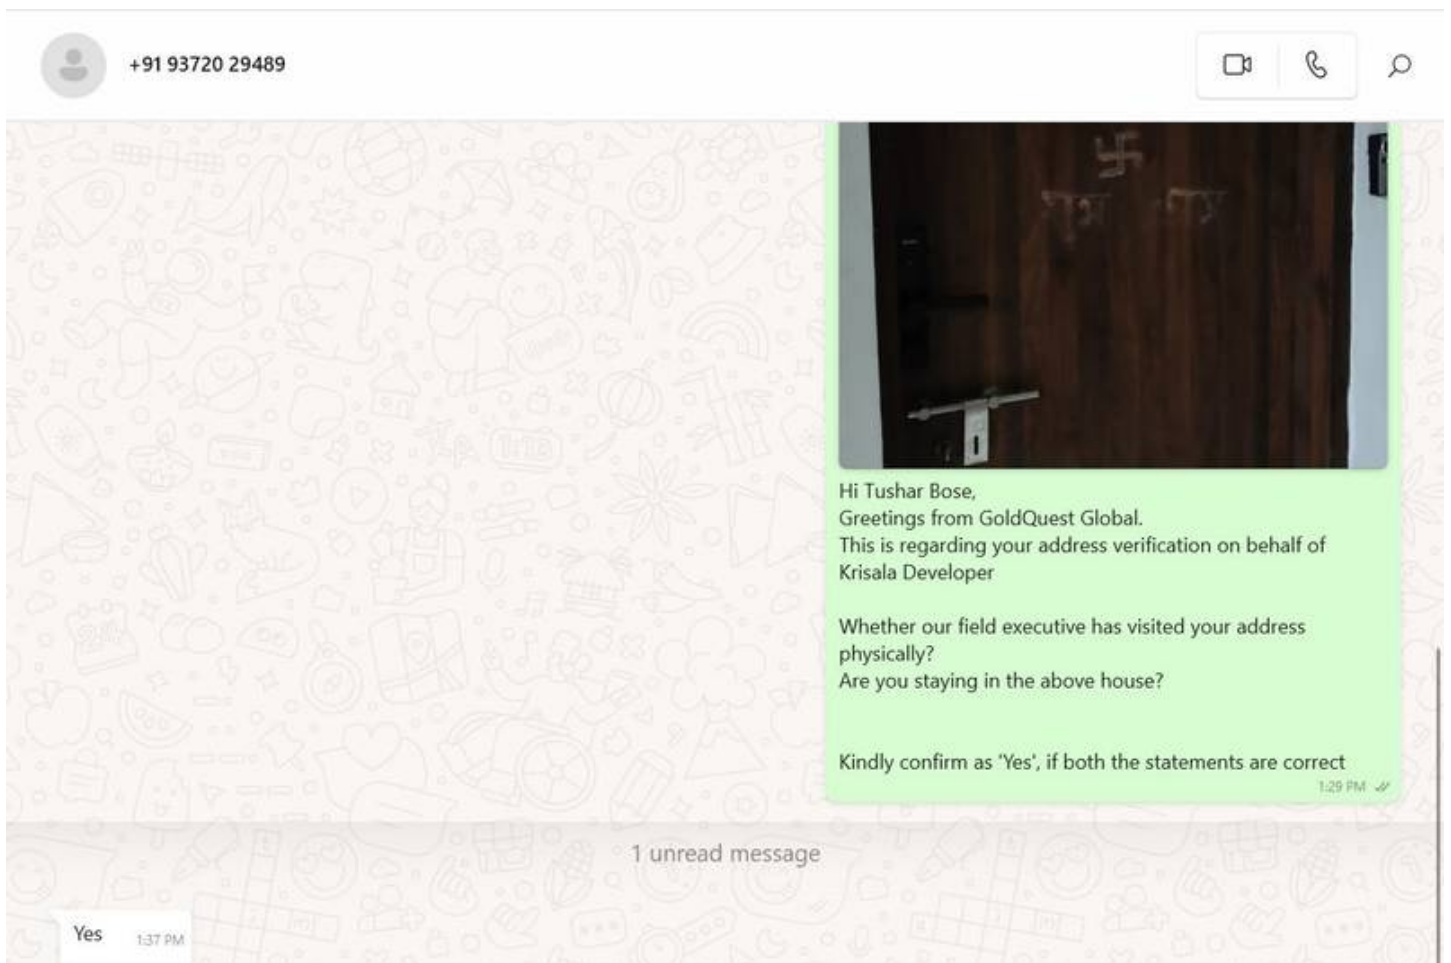 +91 93720 29489
शुभ लाभ
Hi Tushar Bose,
Greetings from GoldQuest Global.
This is regarding your address verification on behalf of
Krisala Developer
Whether our field executive has visited your address
physically?
Are you staying in the above house?
Kindly confirm as 'Yes', if both the statements are correct
1:29 PM
1 unread message
Yes
1:37 PM